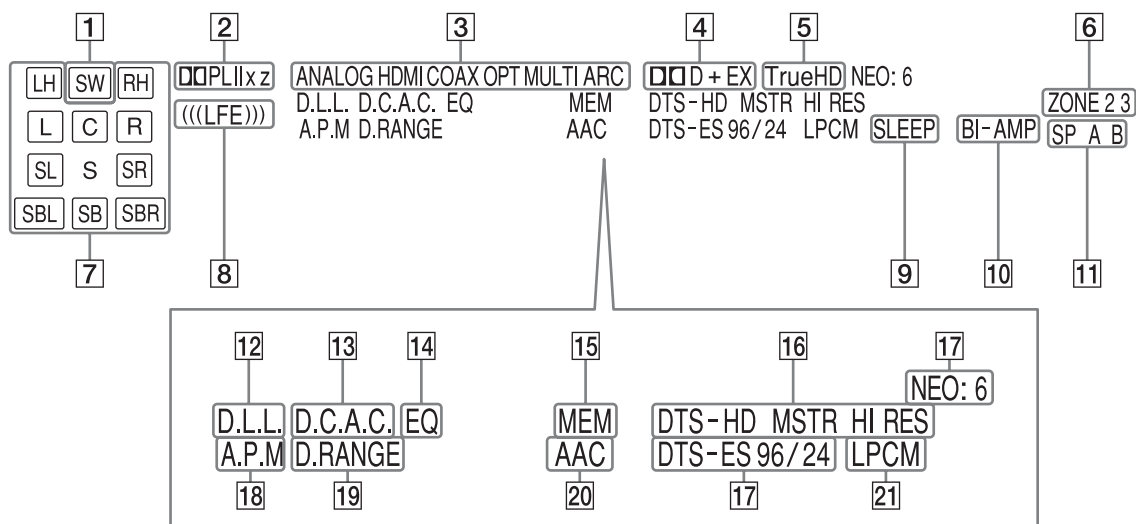 1 2 3 4 5 6
LH SW RH
PLIIx z
ANALOG HDMI COAX OPT MULTI ARC
D + EX TrueHD NEO: 6
(((LFE)))
D.L.L. D.C.A.C. EQ MEM DTS-HD MSTR HI RES
ZONE 2 3
L C R
A.P.M D.RANGE AAC DTS-ES 96/24 LPCM SLEEP BI-AMP SP A B
SL S SR
SBL SB SBR
7 8 9 10 11
12 13 14 15 16 17
NEO: 6
D.L.L. D.C.A.C. EQ MEM DTS-HD MSTR HI RES
A.P.M D.RANGE AAC DTS-ES 96/24 LPCM
18 19 20 17 21